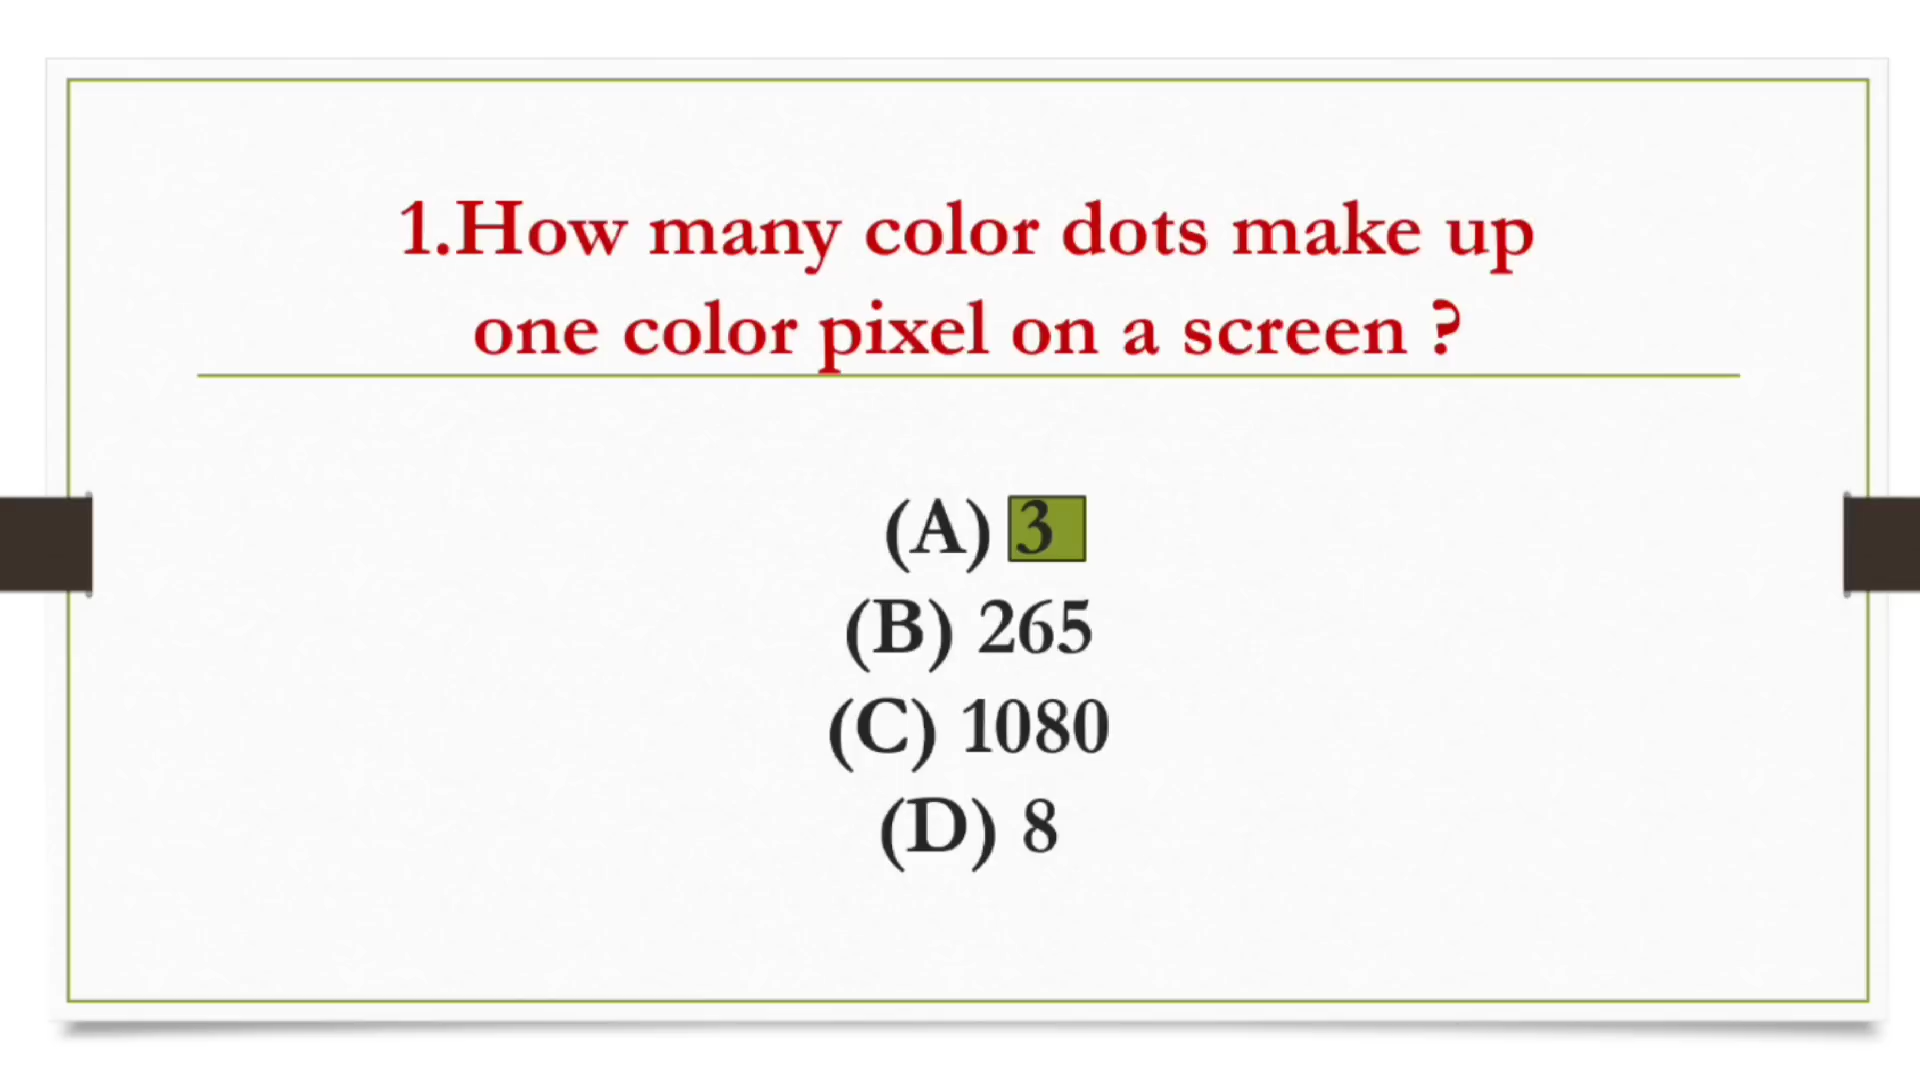 1.How many color dots make up
one color pixel on a screen ?
(A) 3
(B) 265
(C) 1080
(D) 8